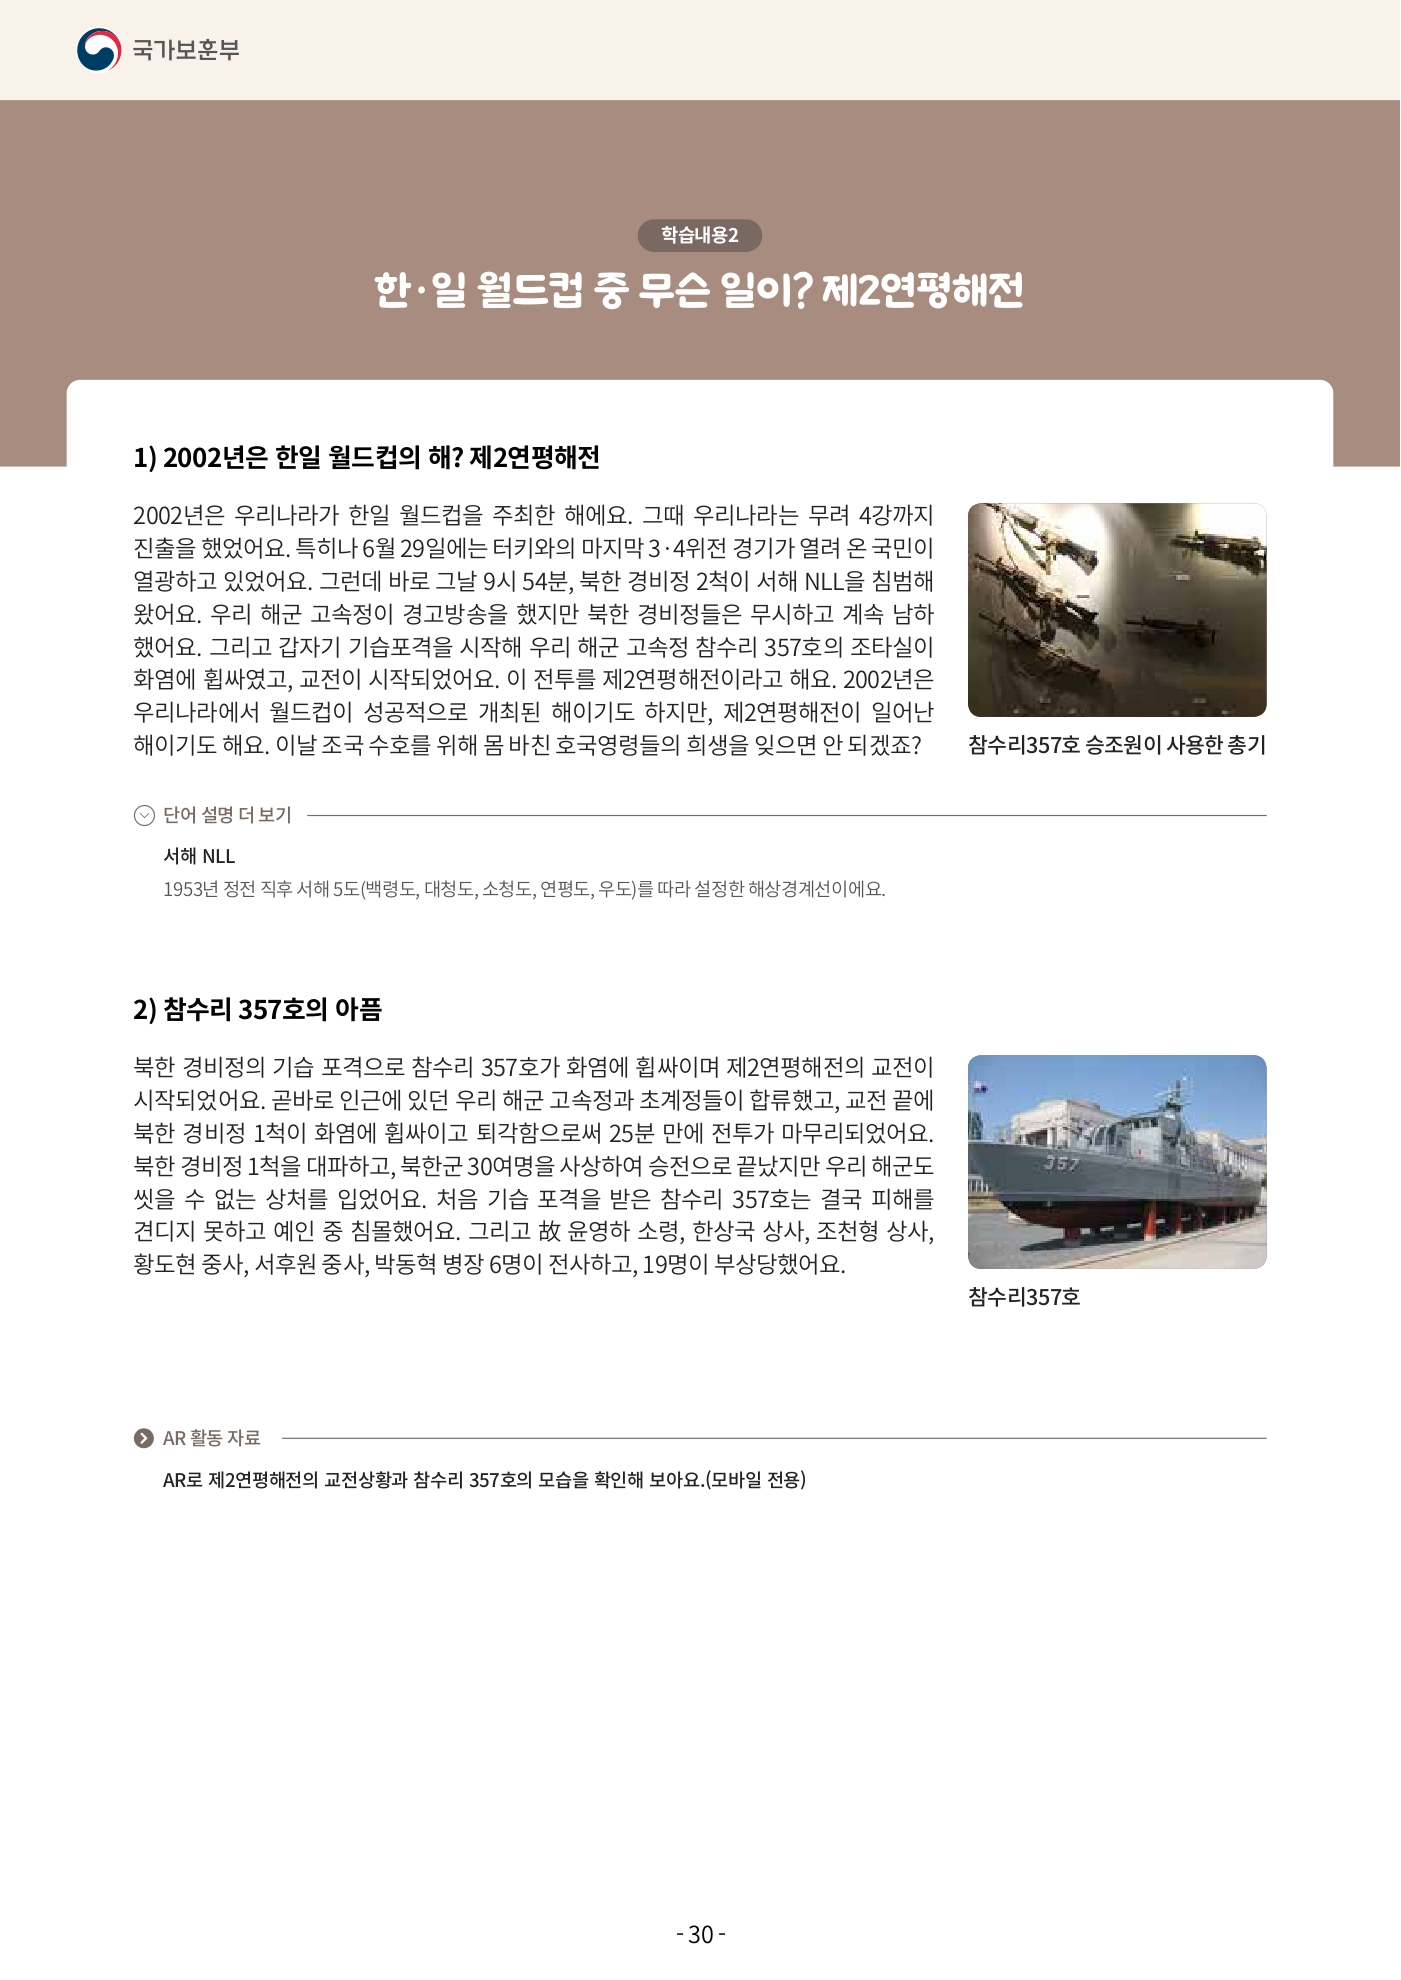 국가보훈부
학습내용2
한·일 월드컵 중 무슨 일이? 제2연평해전
1) 2002년은 한일 월드컵의 해? 제2연평해전
2002년은 우리나라가 한일 월드컵을 주최한 해에요. 그때 우리나라는 무려 4강까지
진출을 했었어요. 특히나 6월 29일에는 터키와의 마지막 3·4위전 경기가 열려 온 국민이
열광하고 있었어요. 그런데 바로 그날 9시 54분, 북한 경비정 2척이 서해 NLL을 침범해
왔어요. 우리 해군 고속정이 경고방송을 했지만 북한 경비정들은 무시하고 계속 남하
했어요. 그리고 갑자기 기습포격을 시작해 우리 해군 고속정 참수리 357호의 조타실이
화염에 휩싸였고, 교전이 시작되었어요. 이 전투를 제2연평해전이라고 해요. 2002년은
우리나라에서 월드컵이 성공적으로 개최된 해이기도 하지만, 제2연평해전이 일어난
해이기도 해요. 이날 조국 수호를 위해 몸 바친 호국영령들의 희생을 잊으면 안 되겠죠?
참수리357호 승조원이 사용한 총기
단어 설명 더 보기
서해 NLL
1953년 정전 직후 서해 5도(백령도, 대청도, 소청도, 연평도, 우도)를 따라 설정한 해상경계선이에요.
2) 참수리 357호의 아픔
북한 경비정의 기습 포격으로 참수리 357호가 화염에 휩싸이며 제2연평해전의 교전이
시작되었어요. 곧바로 인근에 있던 우리 해군 고속정과 초계정들이 합류했고, 교전 끝에
북한 경비정 1척이 화염에 휩싸이고 퇴각함으로써 25분 만에 전투가 마무리되었어요.
북한 경비정 1척을 대파하고, 북한군 30여명을 사상하여 승전으로 끝났지만 우리 해군도
씻을 수 없는 상처를 입었어요. 처음 기습 포격을 받은 참수리 357호는 결국 피해를
견디지 못하고 예인 중 침몰했어요. 그리고 故 윤영하 소령, 한상국 상사, 조천형 상사,
황도현 중사, 서후원 중사, 박동혁 병장 6명이 전사하고, 19명이 부상당했어요.
357
참수리357호
AR 활동 자료
AR로 제2연평해전의 교전상황과 참수리 357호의 모습을 확인해 보아요.(모바일 전용)
- 30 -